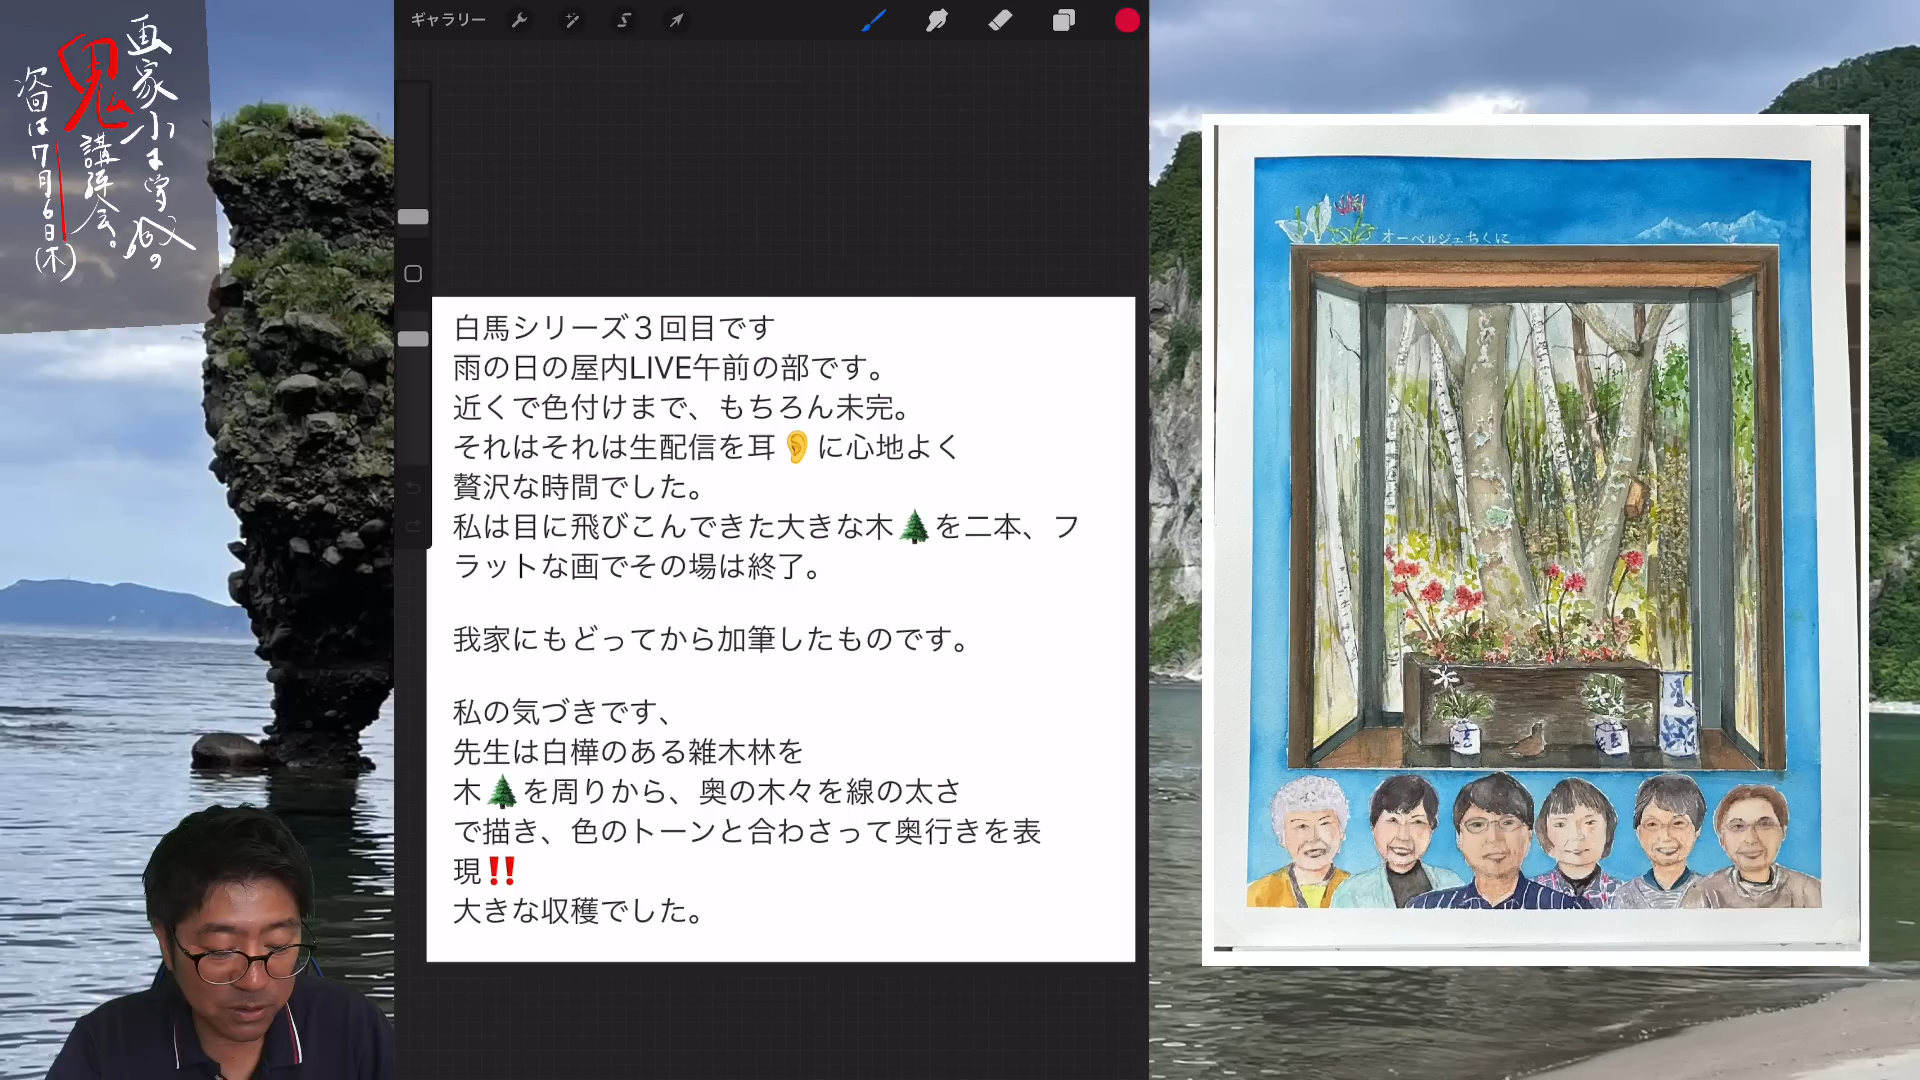 画家小木曽誠の
鬼講評会。
次回は7月6日(木)
ギャラリー
白馬シリーズ３回目です
雨の日の屋内LIVE午前の部です。
近くで色付けまで、もちろん未完。
それはそれは生配信を耳👂に心地よく
贅沢な時間でした。
私は目に飛びこんできた大きな木🌲を二本、フ
ラットな画でその場は終了。
我家にもどってから加筆したものです。
私の気づきです、
先生は白樺のある雑木林を
木🌲を周りから、奥の木々を線の太さ
で描き、色のトーンと合わさって奥行きを表
現‼️
大きな収穫でした。
オーベルジュちくに